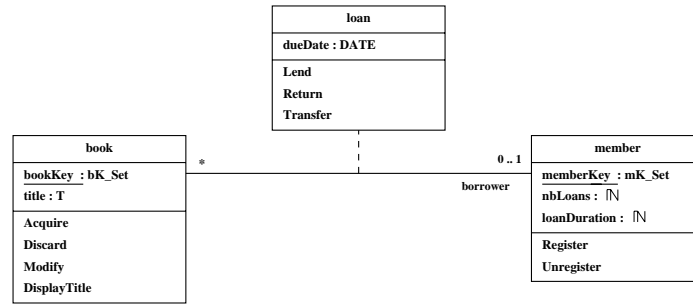 loan
dueDate : DATE
Lend
Return
Transfer
book
bookKey : bK_Set
title : T
Acquire
Discard
Modify
DisplayTitle
*
0 .. 1
borrower
member
memberKey : mK_Set
nbLoans : ℕ
loanDuration : ℕ
Register
Unregister